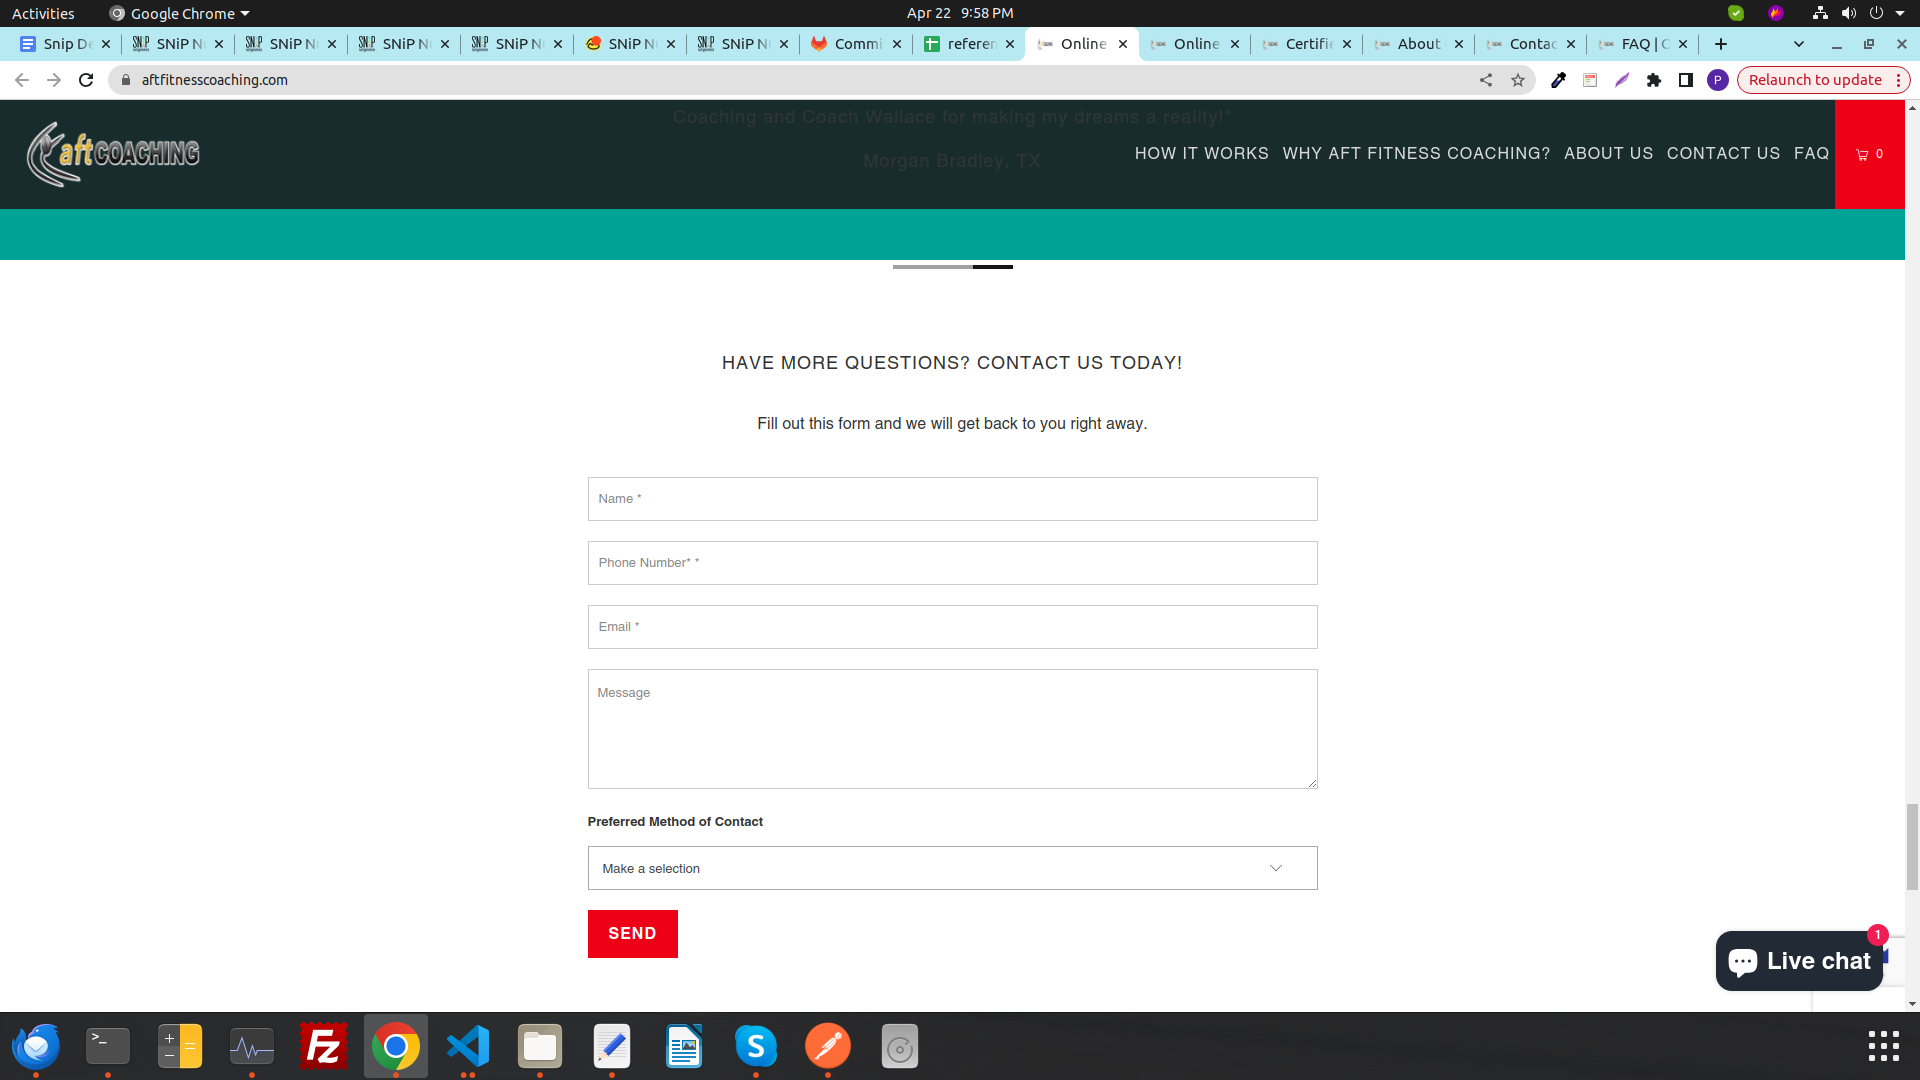 Activities
Google Chrome
Apr 22 9:58 PM
Snip De
SNiP N
SNiP N
SNiP N
SNiP N
SNiP N
SNiP N
Commi
referen
Online
Online
Certifie
About
Contac
FAQ | C
aftfitnesscoaching.com
P
Relaunch to update
Coaching and Coach Wallace for making my dreams a reality!*
Morgan Bradley, TX
aftCOACHING
HOW IT WORKS
WHY AFT FITNESS COACHING?
ABOUT US
CONTACT US
FAQ
0
HAVE MORE QUESTIONS? CONTACT US TODAY!
Fill out this form and we will get back to you right away.
Name *
Phone Number* *
Email *
Message
Preferred Method of Contact
Make a selection
SEND
1
Live chat